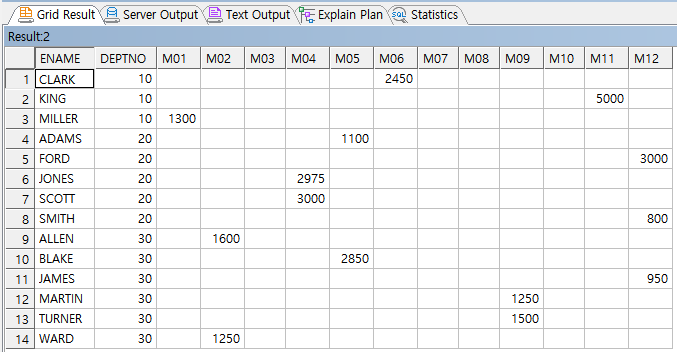 Grid Result Server Output Text Output Explain Plan SQL Statistics
Result:2
ENAME DEPTNO M01 M02 M03 M04 M05 M06 M07 M08 M09 M10 M11 M12
1 CLARK 10 2450
2 KING 10 5000
3 MILLER 10 1300
4 ADAMS 20 1100
5 FORD 20 3000
6 JONES 20 2975
7 SCOTT 20 3000
8 SMITH 20 800
9 ALLEN 30 1600
10 BLAKE 30 2850
11 JAMES 30 950
12 MARTIN 30 1250
13 TURNER 30 1500
14 WARD 30 1250